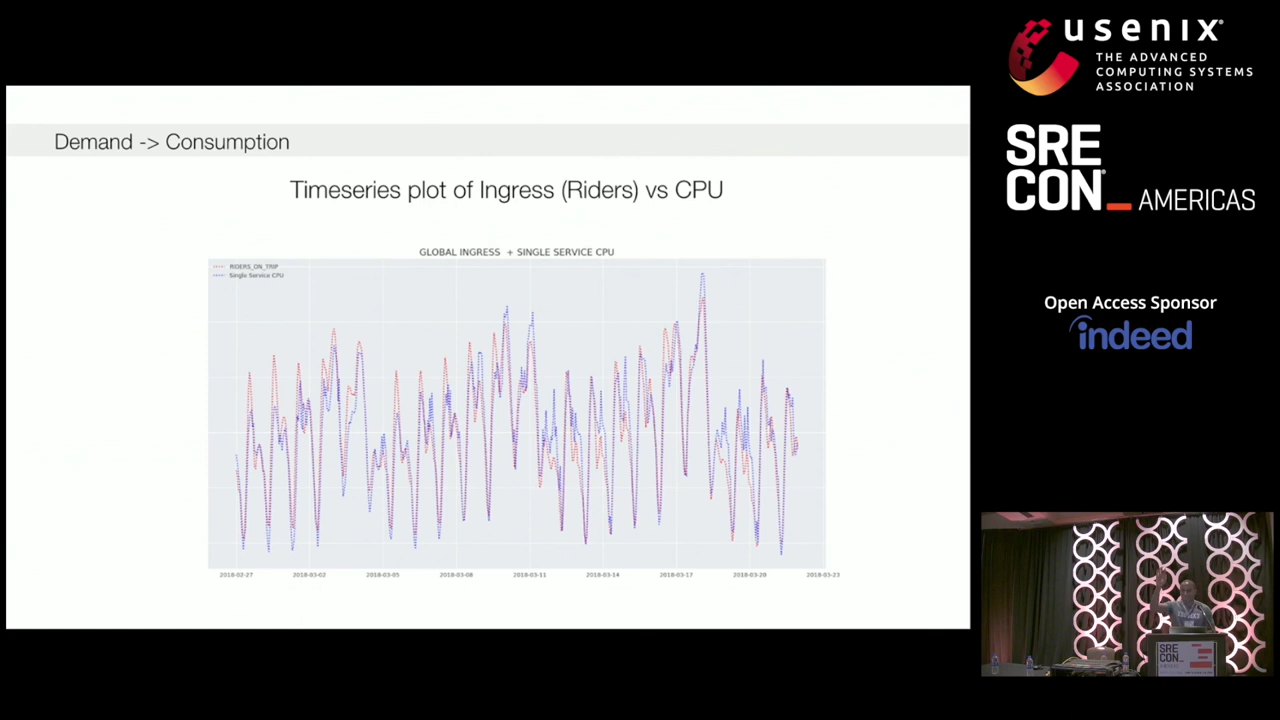 Demand -> Consumption
Timeseries plot of Ingress (Riders) vs CPU
GLOBAL INGRESS + SINGLE SERVICE CPU
RIDERS_ON_TRIP
Single Service CPU
2018-02-27 2018-03-02 2018-03-05 2018-03-08 2018-03-11 2018-03-14 2018-03-17 2018-03-20 2018-03-23
usenix
THE ADVANCED
COMPUTING SYSTEMS
ASSOCIATION
SRE
CON AMERICAS
Open Access Sponsor
indeed
SRE
CON